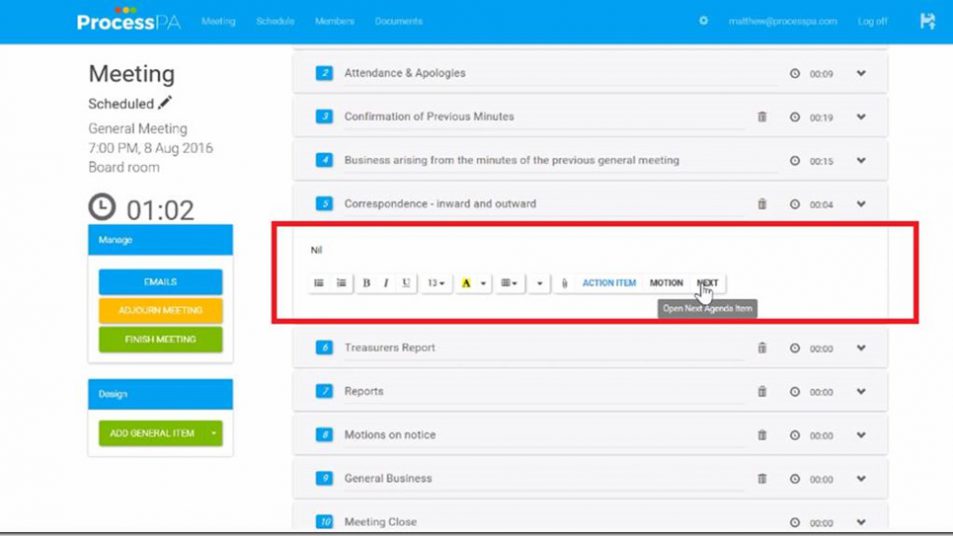 ProcessPA Meeting Schedule Members Documents matthew@processpa.com Log off
Meeting
Scheduled
General Meeting
7:00 PM, 8 Aug 2016
Board room
01:02
Manage
EMAILS
ADJOURN MEETING
FINISH MEETING
Design
ADD GENERAL ITEM
2 Attendance & Apologies 00:09
3 Confirmation of Previous Minutes 00:19
4 Business arising from the minutes of the previous general meeting 00:15
5 Correspondence - inward and outward 00:04
Nil
B I U 13 A ACTION ITEM MOTION NEXT
Open Next Agenda Item
6 Treasurers Report 00:00
7 Reports 00:00
8 Motions on notice 00:00
9 General Business 00:00
10 Meeting Close 00:00